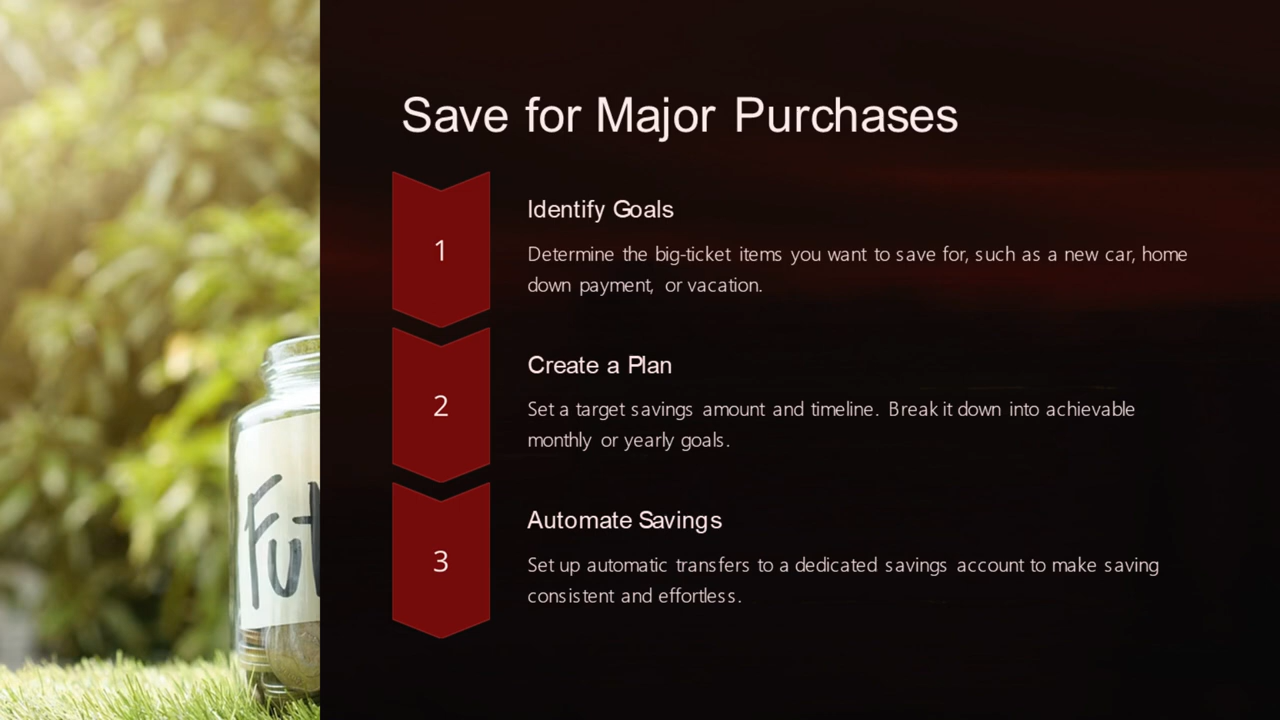 Save for Major Purchases
1
Identify Goals
Determine the big-ticket items you want to save for, such as a new car, home
down payment, or vacation.
2
Create a Plan
Set a target savings amount and timeline. Break it down into achievable
monthly or yearly goals.
3
Automate Savings
Set up automatic transfers to a dedicated savings account to make saving
consistent and effortless.
Fut